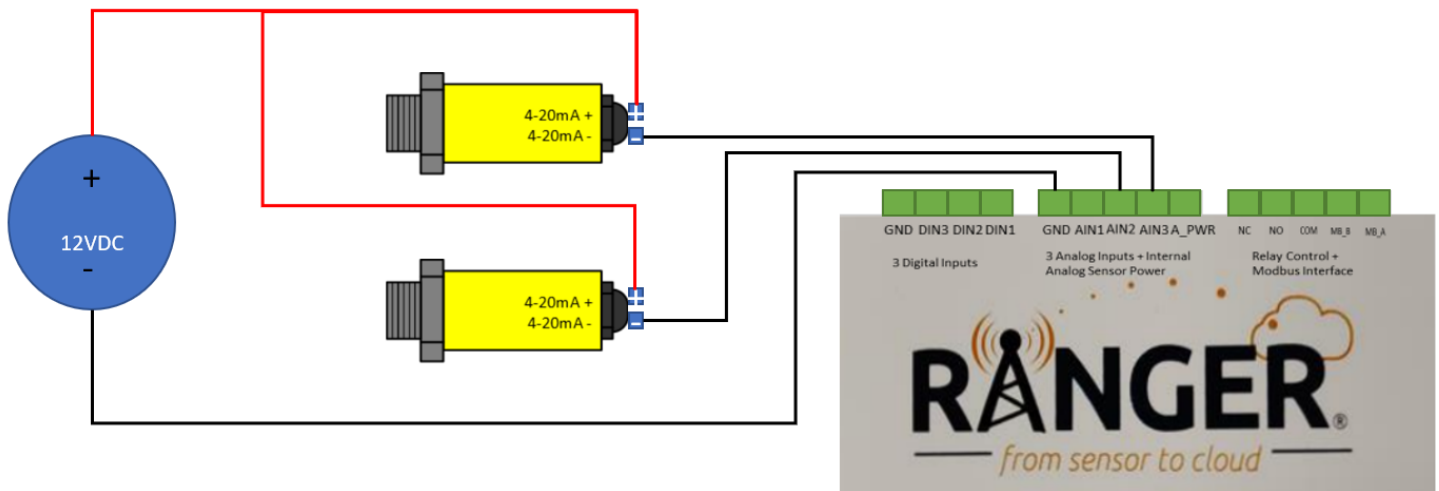 +
12VDC
-
4-20mA +
4-20mA -
+
-
4-20mA +
4-20mA -
+
-
GND DIN3 DIN2 DIN1
3 Digital Inputs
GND AIN1 AIN2 AIN3 A_PWR
3 Analog Inputs + Internal
Analog Sensor Power
NC NO COM MB_B MB_A
Relay Control +
Modbus Interface
RANGER®
from sensor to cloud